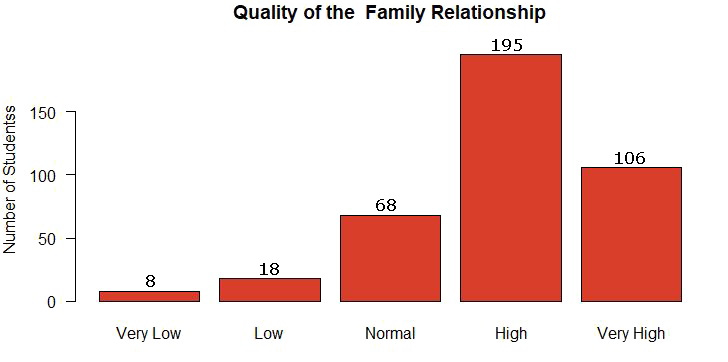 Quality of the  Family Relationship
Number of Studentss
150
100
50
0
8
18
68
195
106
Very Low
Low
Normal
High
Very High